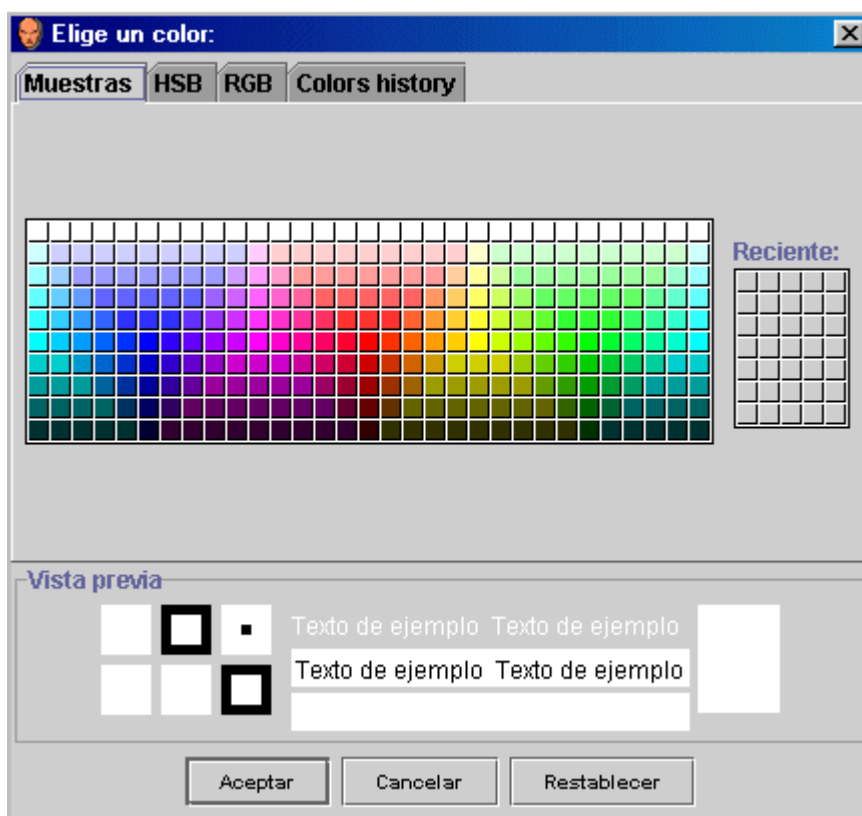 Elige un color:
Muestras HSB RGB Colors history
Reciente:
Vista previa
Texto de ejemplo Texto de ejemplo
Texto de ejemplo Texto de ejemplo
Aceptar Cancelar Restablecer